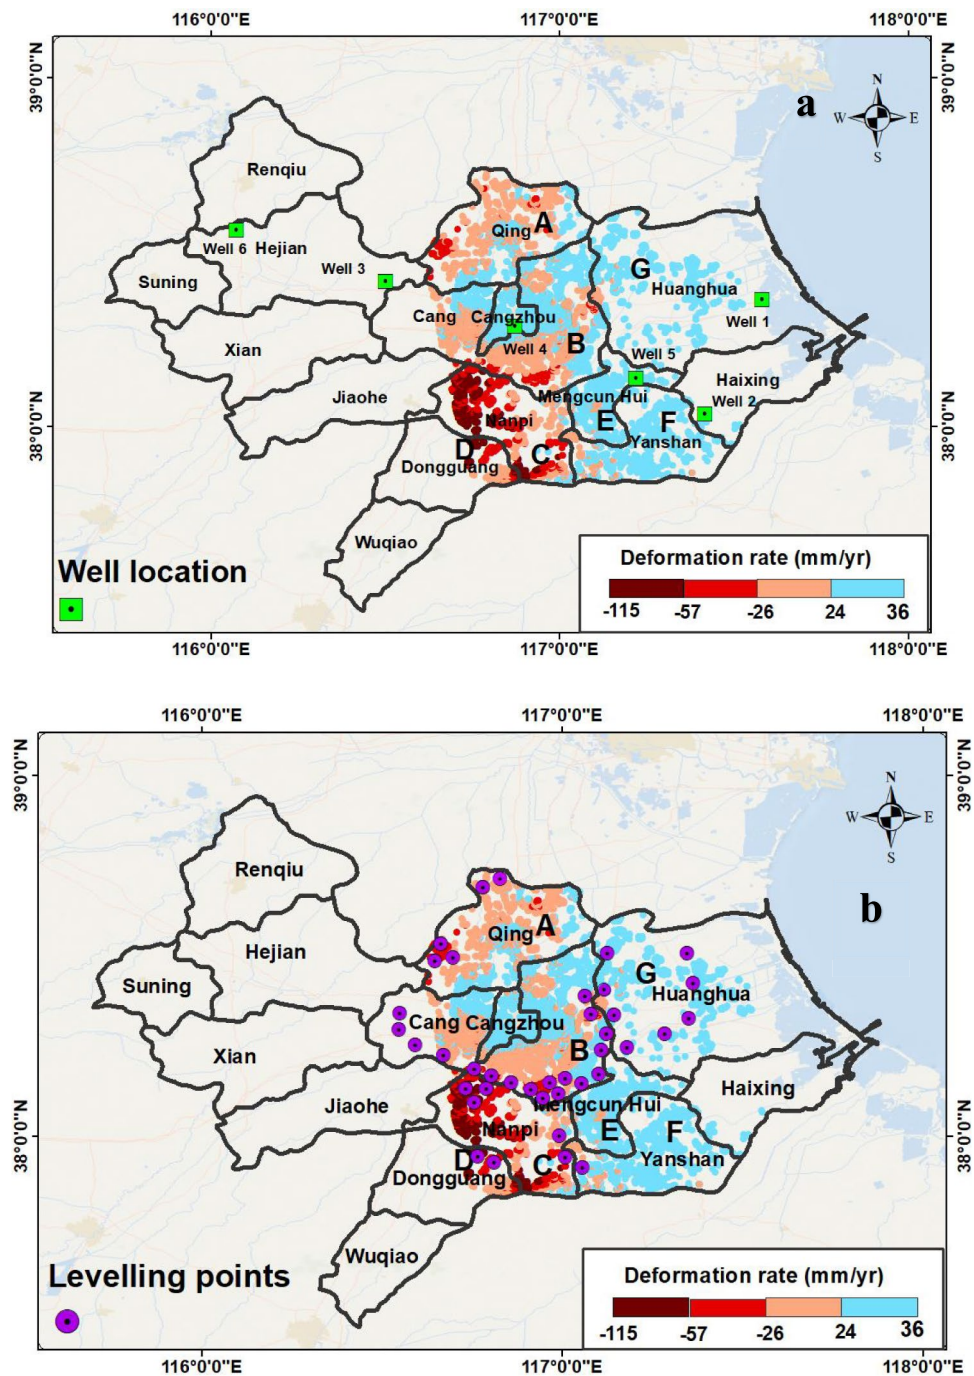 116°0'0"E 117°0'0"E 118°0'0"E
39°0'0"N
39°0'0"N
a
N
W E
S
Renqiu
A
Qing
Well 6
Hejian
G
Well 3
Suning
Huanghua
Cang
Cangzhou
Well 1
B
Well 4
Xian
Well 5
Haixing
Jiaohe
Mengcun Hui
Well 2
Nanpi
E
F
38°0'0"N
38°0'0"N
Yanshan
D
C
Dongguang
Wuqiao
Well location
Deformation rate (mm/yr)
-115 -57 -26 24 36
116°0'0"E 117°0'0"E 118°0'0"E
116°0'0"E 117°0'0"E 118°0'0"E
39°0'0"N
39°0'0"N
N
W E
S
b
Renqiu
A
Qing
Hejian
G
Suning
Huanghua
Cang
Cangzhou
B
Xian
Haixing
Jiaohe
Mengcun Hui
Nanpi
E
F
38°0'0"N
38°0'0"N
Yanshan
D
C
Dongguang
Wuqiao
Levelling points
Deformation rate (mm/yr)
-115 -57 -26 24 36
116°0'0"E 117°0'0"E 118°0'0"E